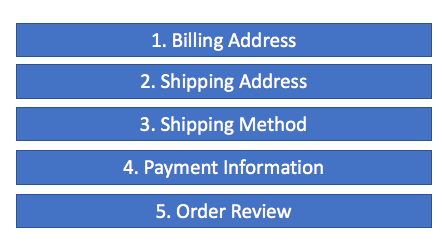 1. Billing Address
2. Shipping Address
3. Shipping Method
4. Payment Information
5. Order Review